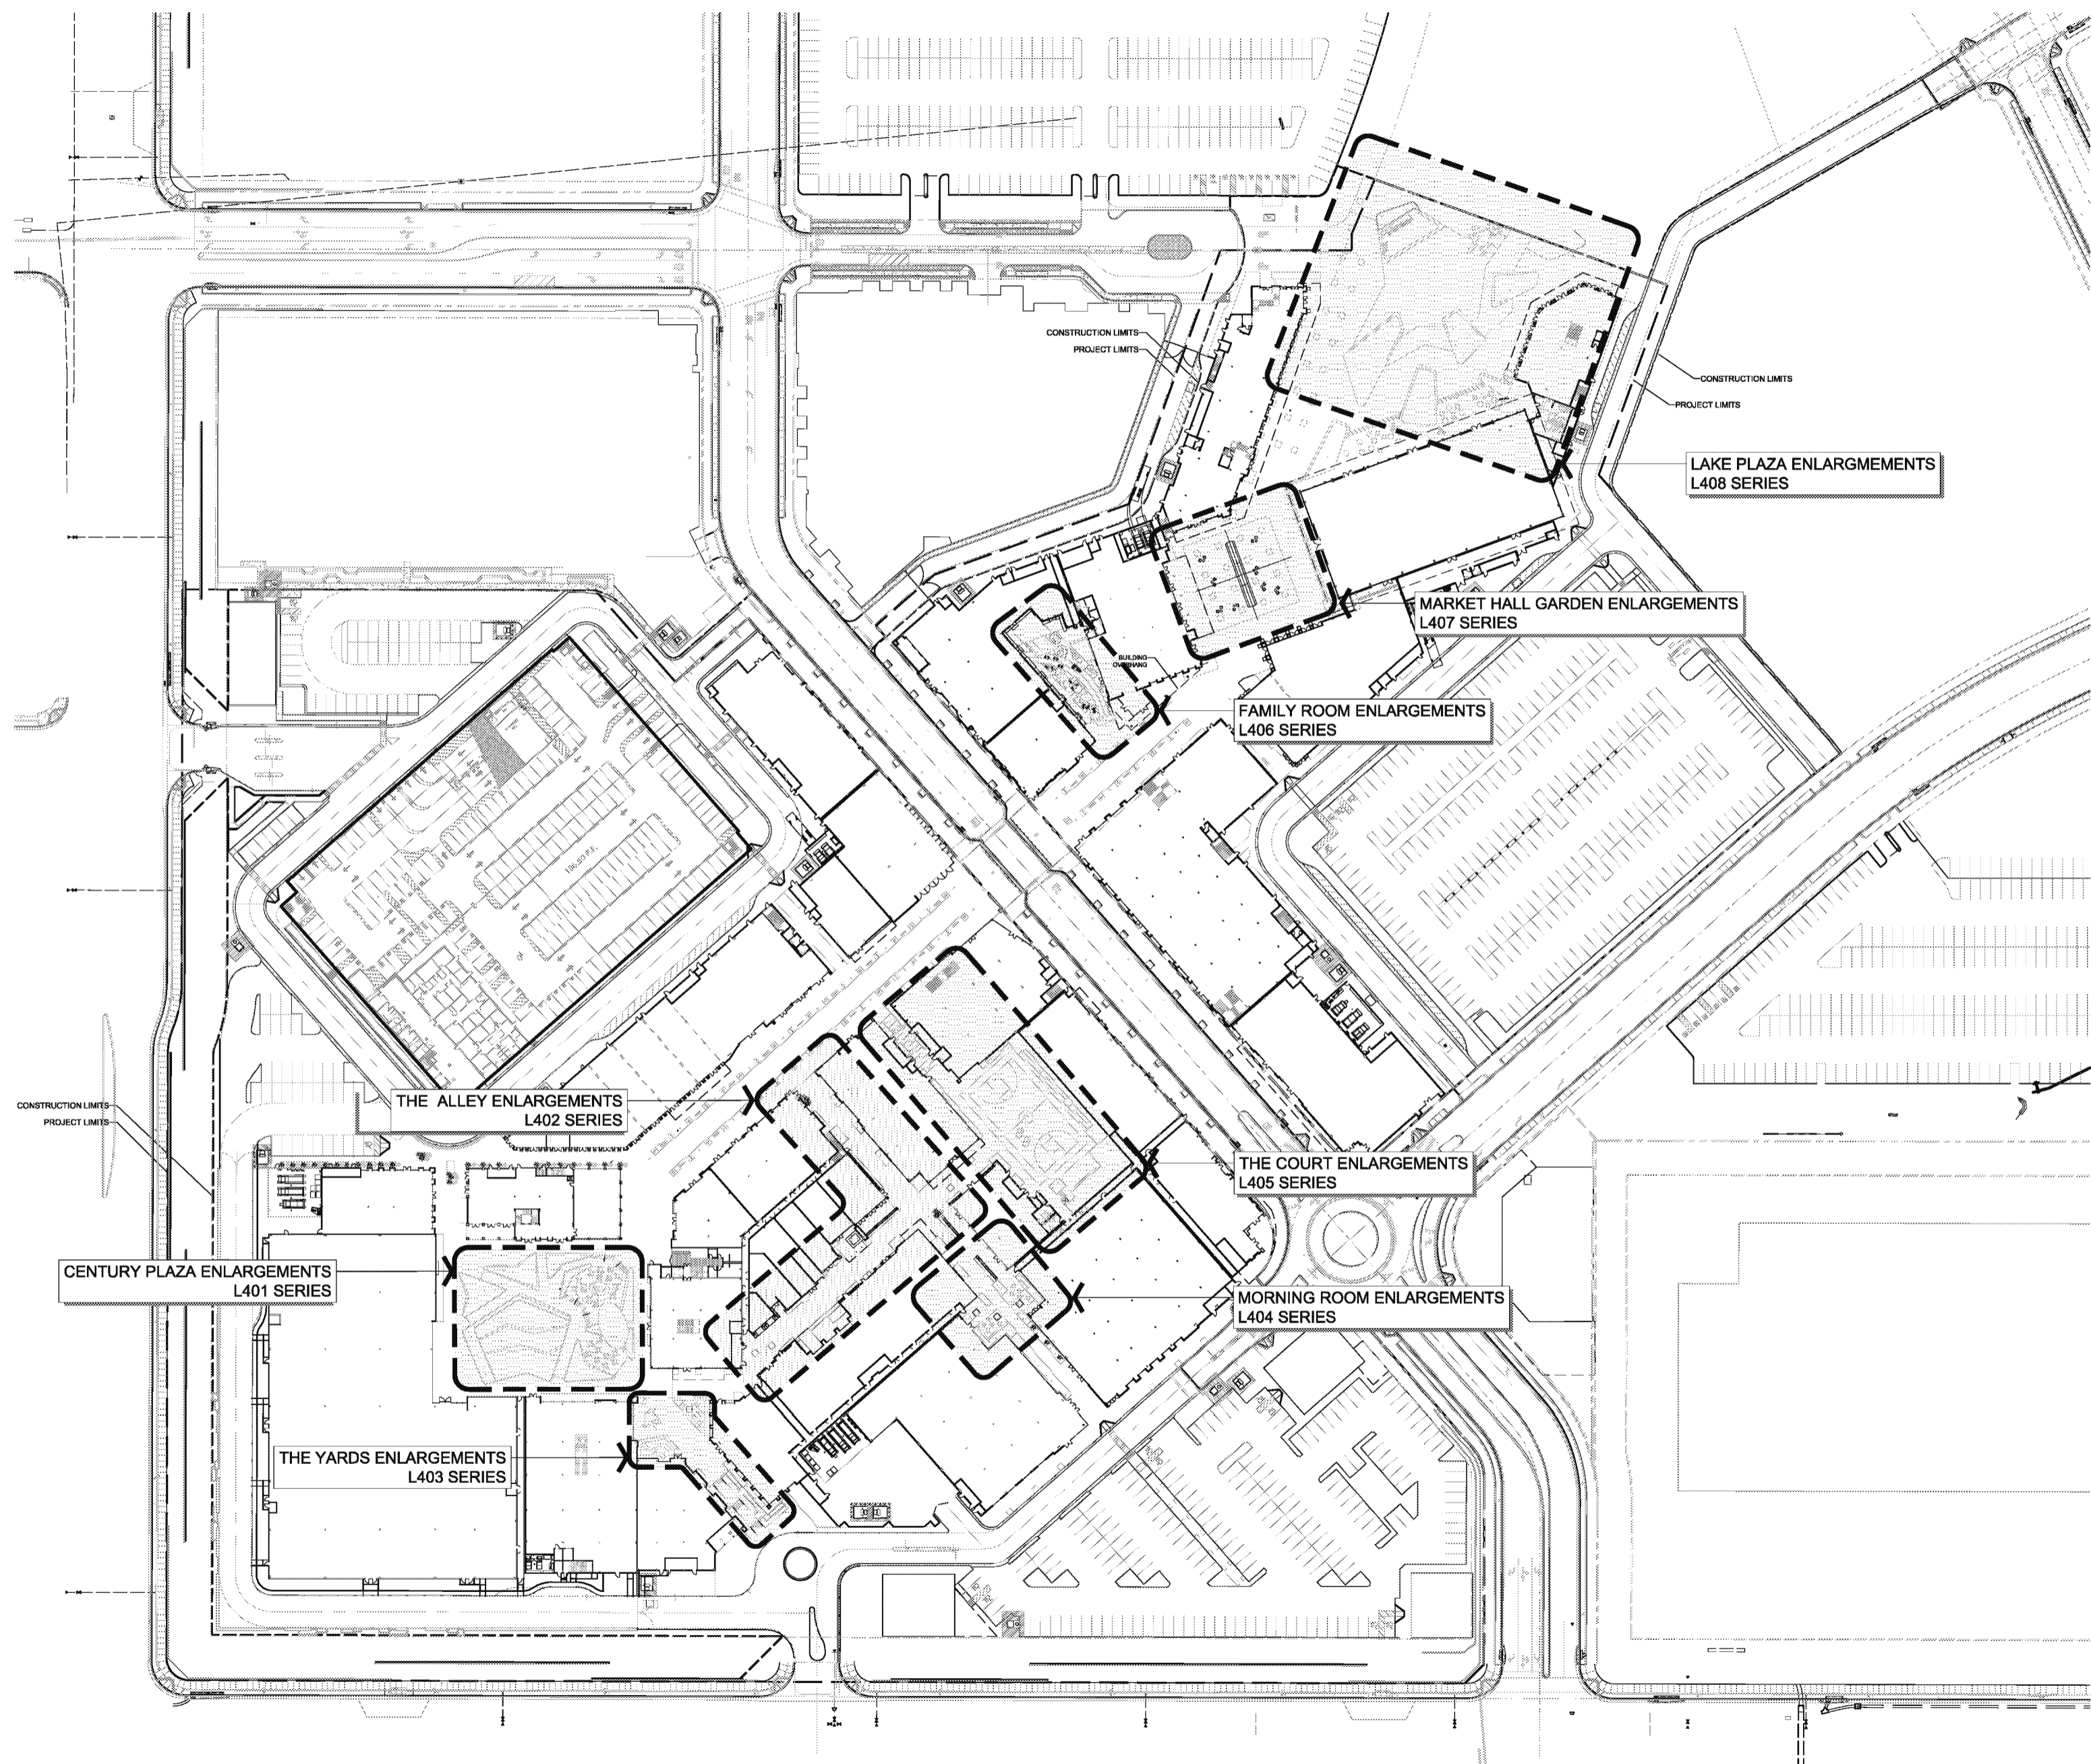 CONSTRUCTION LIMITS
PROJECT LIMITS
CONSTRUCTION LIMITS
PROJECT LIMITS
LAKE PLAZA ENLARGMEMENTS
L408 SERIES
MARKET HALL GARDEN ENLARGEMENTS
L407 SERIES
BUILDING
OVERHANG
FAMILY ROOM ENLARGEMENTS
L406 SERIES
THE ALLEY ENLARGEMENTS
L402 SERIES
CONSTRUCTION LIMITS
PROJECT LIMITS
THE COURT ENLARGEMENTS
L405 SERIES
CENTURY PLAZA ENLARGEMENTS
L401 SERIES
MORNING ROOM ENLARGEMENTS
L404 SERIES
THE YARDS ENLARGEMENTS
L403 SERIES